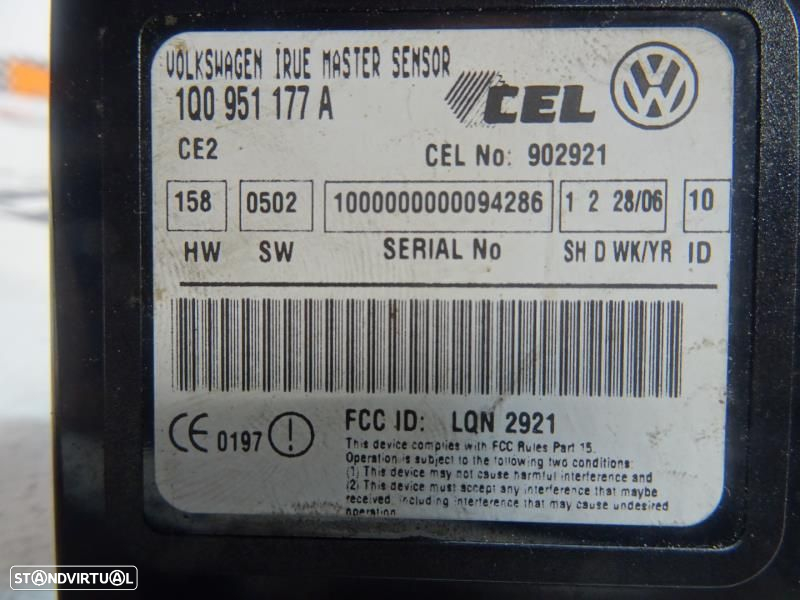 VOLKSWAGEN IRUE MASTER SENSOR
1Q0 951 177 A
CEL
VW
CE2
CEL No: 902921
158 0502 1000000000094286 1 2 28/06 10
HW SW SERIAL No SH D WK/YR ID
CE 0197
FCC ID: LQN 2921
This device complies with FCC Rules Part 15.
Operation is subject to the following two conditions:
(1) This device may not cause harmful interference and
(2) This device must accept any interference that maybe
received, including interference that may cause undesired
operation.
STANDVIRTUAL